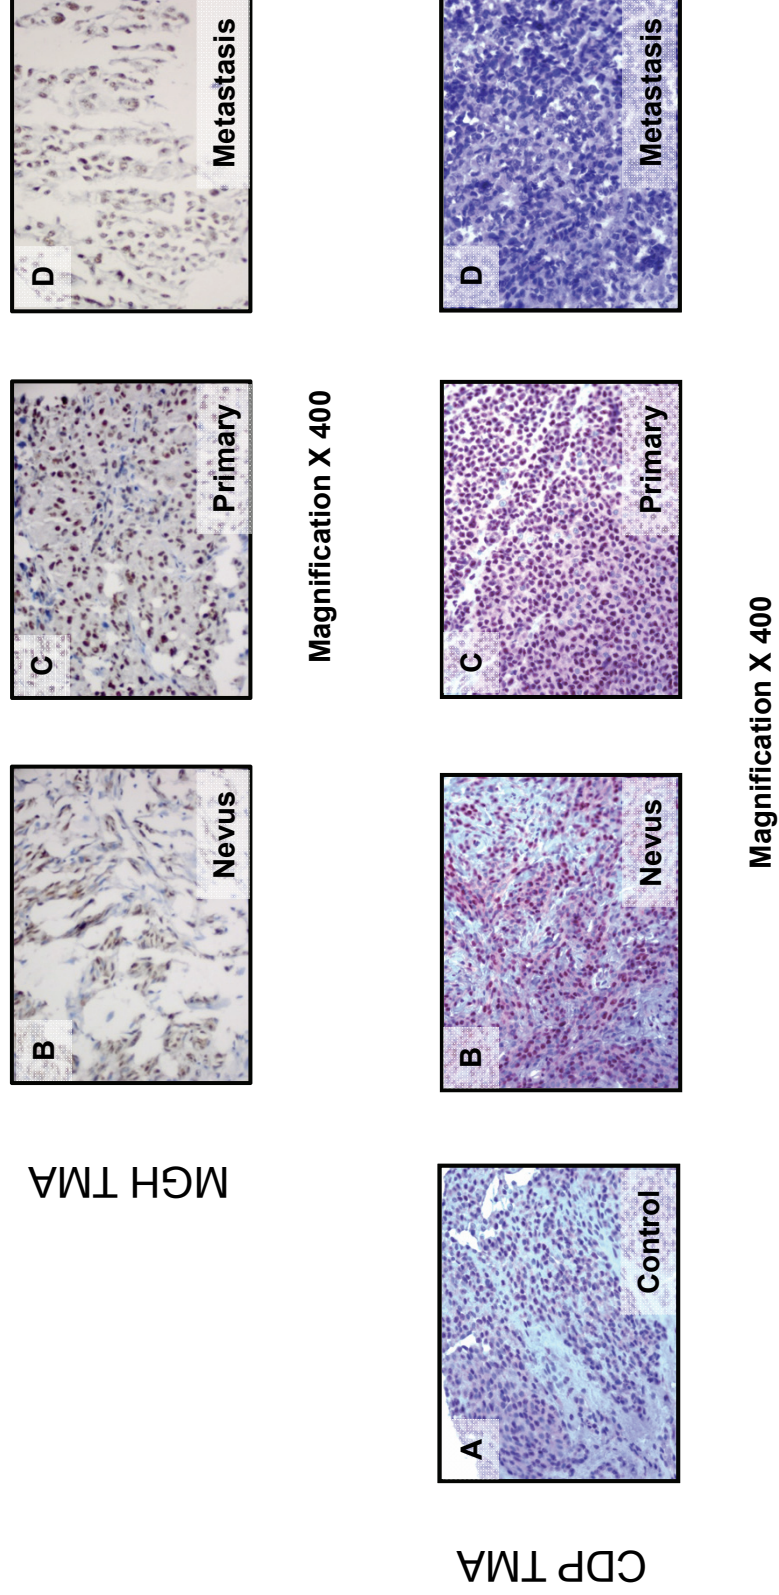 MGH TMA
B
Nevus
C
Primary
D
Metastasis
Magnification X 400
CDP TMA
A
Control
B
Nevus
C
Primary
D
Metastasis
Magnification X 400